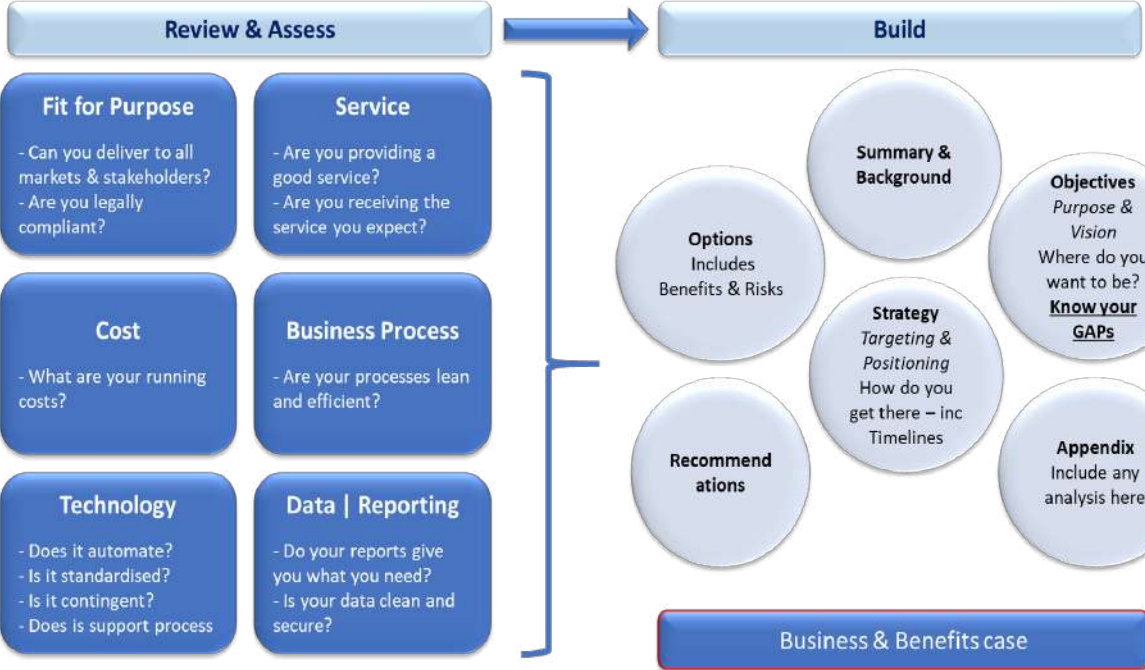 Review & Assess
Build
Fit for Purpose
- Can you deliver to all
markets & stakeholders?
- Are you legally
compliant?
Service
- Are you providing a
good service?
- Are you receiving the
service you expect?
Cost
- What are your running
costs?
Business Process
- Are your processes lean
and efficient?
Technology
- Does it automate?
- Is it standardised?
- Is it contingent?
- Does is support process
Data | Reporting
- Do your reports give
you what you need?
- Is your data clean and
secure?
Summary &
Background
Options
Includes
Benefits & Risks
Objectives
Purpose &
Vision
Where do you
want to be?
Know your
GAPs
Strategy
Targeting &
Positioning
How do you
get there – inc
Timelines
Recommend
ations
Appendix
Include any
analysis here
Business & Benefits case